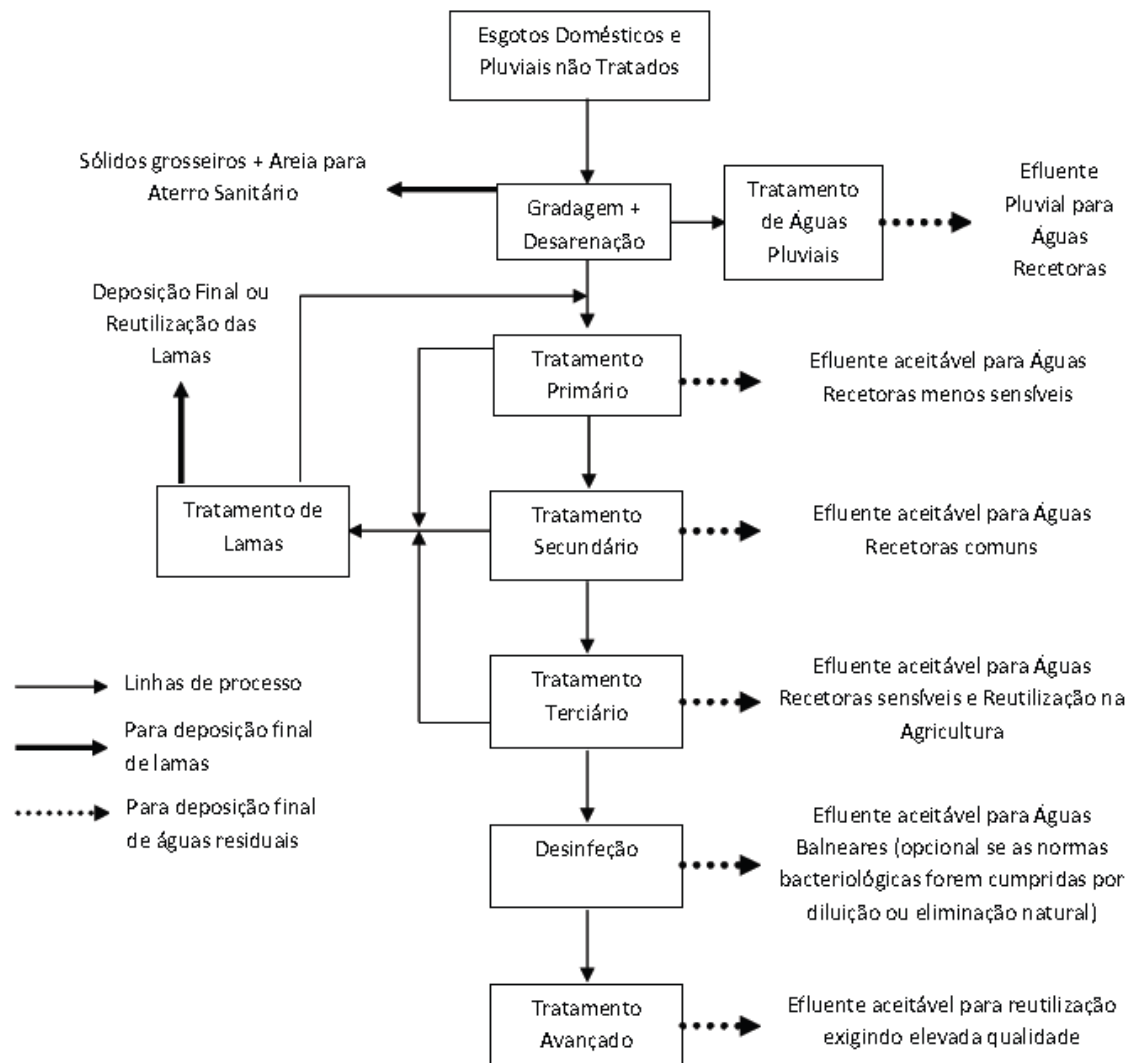 Esgotos Domésticos e
Pluviais não Tratados
Sólidos grosseiros + Areia para
Aterro Sanitário
Gradagem +
Desarenação
Tratamento
de Águas
Pluviais
Efluente
Pluvial para
Águas
Recetoras
Deposição Final ou
Reutilização das
Lamas
Tratamento
Primário
Efluente aceitável para Águas
Recetoras menos sensíveis
Tratamento de
Lamas
Tratamento
Secundário
Efluente aceitável para Águas
Recetoras comuns
Tratamento
Terciário
Efluente aceitável para Águas
Recetoras sensíveis e Reutilização na
Agricultura
Linhas de processo
Para deposição final
de lamas
Para deposição final
de águas residuais
Desinfeção
Efluente aceitável para Águas
Balneares (opcional se as normas
bacteriológicas forem cumpridas por
diluição ou eliminação natural)
Tratamento
Avançado
Efluente aceitável para reutilização
exigindo elevada qualidade